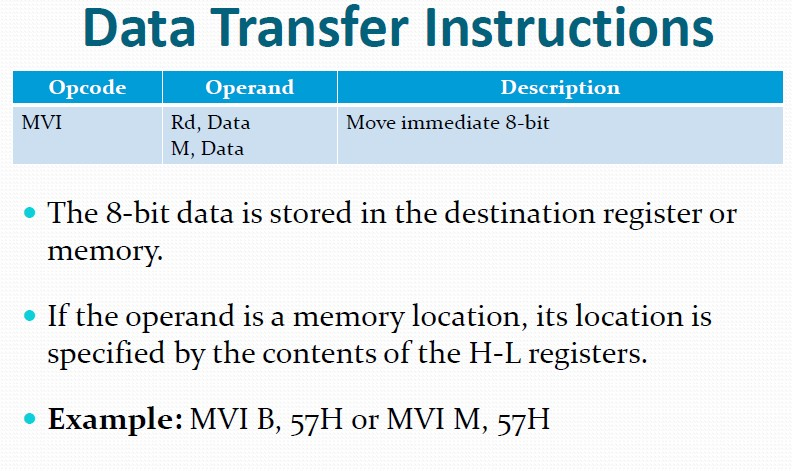 Data Transfer Instructions
Opcode Operand Description
MVI Rd, Data Move immediate 8-bit
M, Data
• The 8-bit data is stored in the destination register or
memory.
• If the operand is a memory location, its location is
specified by the contents of the H-L registers.
• Example: MVI B, 57H or MVI M, 57H